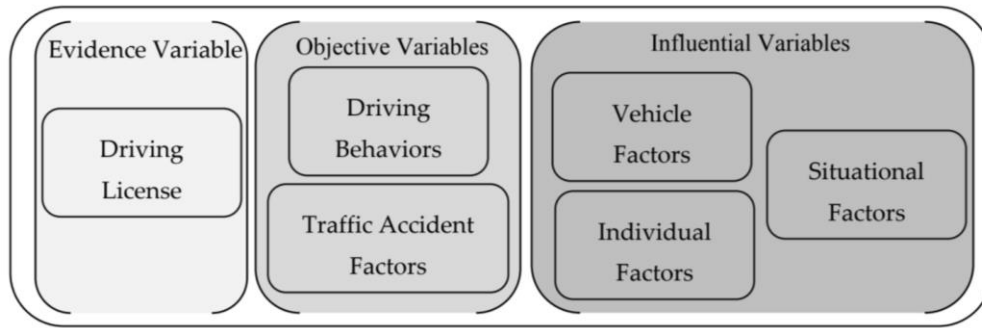 Evidence Variable
Driving
License
Objective Variables
Driving
Behaviors
Traffic Accident
Factors
Influential Variables
Vehicle
Factors
Individual
Factors
Situational
Factors